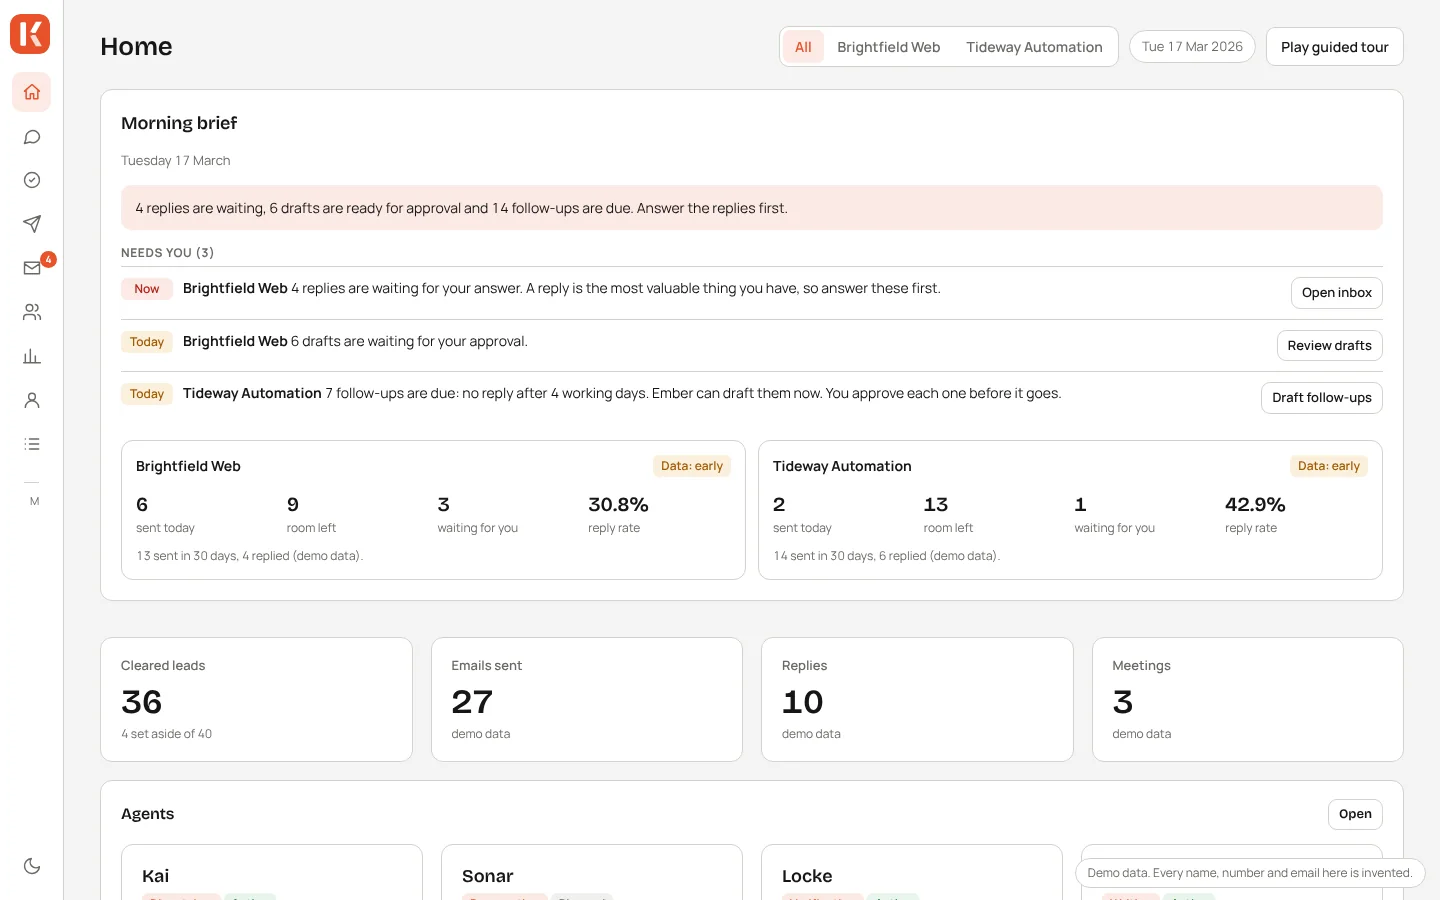 K
Home
All
Brightfield Web
Tideway Automation
Tue 17 Mar 2026
Play guided tour
Morning brief
Tuesday 17 March
4 replies are waiting, 6 drafts are ready for approval and 14 follow-ups are due. Answer the replies first.
NEEDS YOU (3)
Now
Brightfield Web 4 replies are waiting for your answer. A reply is the most valuable thing you have, so answer these first.
Open inbox
4
Today
Brightfield Web 6 drafts are waiting for your approval.
Review drafts
Today
Tideway Automation 7 follow-ups are due: no reply after 4 working days. Ember can draft them now. You approve each one before it goes.
Draft follow-ups
M
Brightfield Web
Data: early
6
sent today
9
room left
3
waiting for you
30.8%
reply rate
13 sent in 30 days, 4 replied (demo data).
Tideway Automation
Data: early
2
sent today
13
room left
1
waiting for you
42.9%
reply rate
14 sent in 30 days, 6 replied (demo data).
Cleared leads
36
4 set aside of 40
Emails sent
27
demo data
Replies
10
demo data
Meetings
3
demo data
Agents
Open
Kai
Sonar
Locke
Demo data. Every name, number and email here is invented.